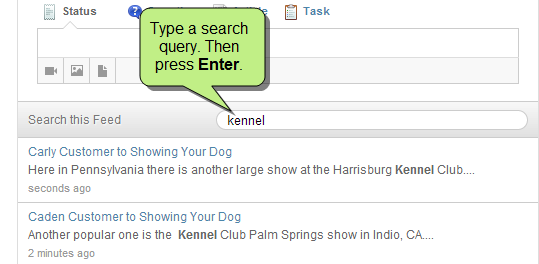 Status
Task
Type a search
query. Then
press Enter.
Search this Feed
kennel
Carly Customer to Showing Your Dog
Here in Pennsylvania there is another large show at the Harrisburg Kennel Club....
seconds ago
Caden Customer to Showing Your Dog
Another popular one is the Kennel Club Palm Springs show in Indio, CA....
2 minutes ago